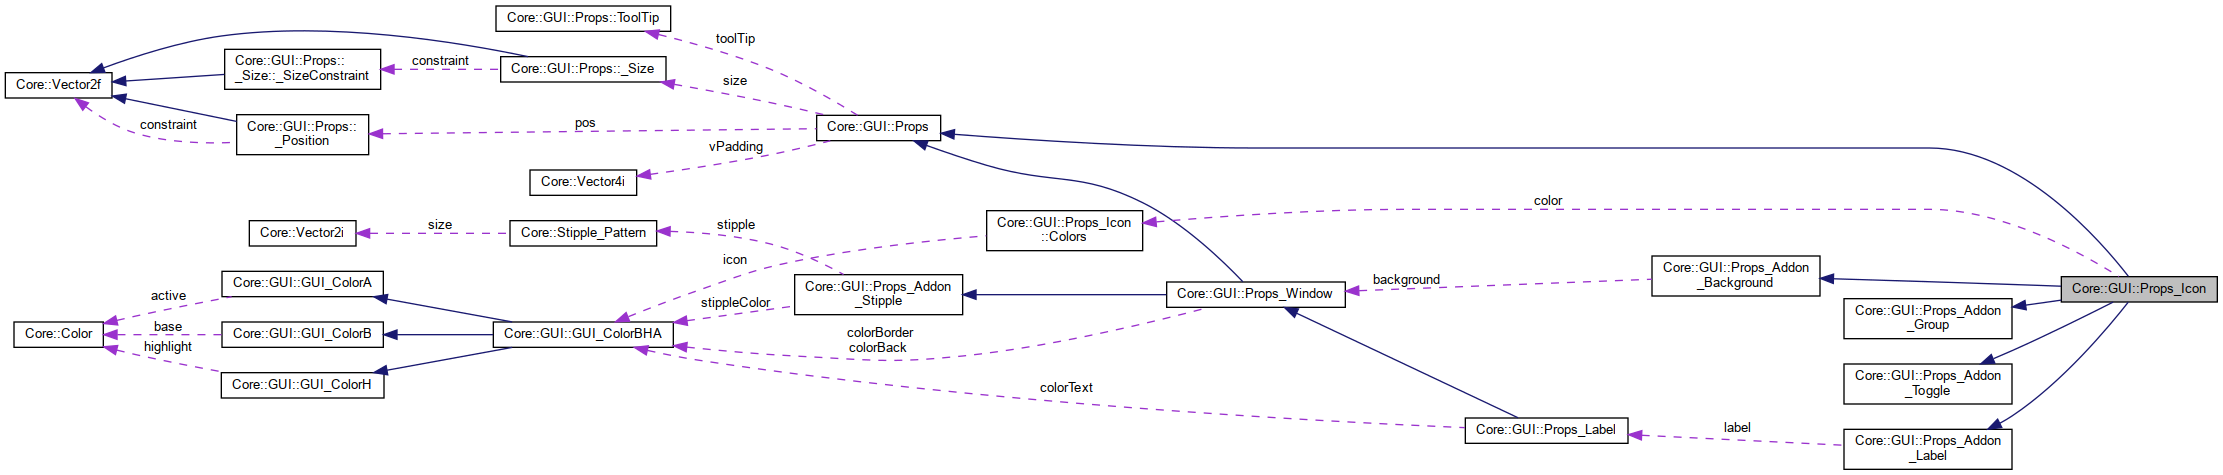 Core::GUI::Props::ToolTip
toolTip
Core::GUI::Props::
_Size::_SizeConstraint
constraint
Core::GUI::Props::_Size
size
Core::Vector2f
constraint
Core::GUI::Props::
_Position
pos
Core::GUI::Props
vPadding
Core::Vector4i
Core::Vector2i
size
Core::Stipple_Pattern
stipple
icon
Core::GUI::Props_Icon
::Colors
color
Core::GUI::GUI_ColorA
active
Core::GUI::Props_Addon
_Stipple
stippleColor
Core::GUI::Props_Window
background
Core::GUI::Props_Addon
_Background
Core::GUI::Props_Icon
Core::Color
base
highlight
Core::GUI::GUI_ColorB
Core::GUI::GUI_ColorBHA
colorBorder
colorBack
Core::GUI::Props_Addon
_Group
Core::GUI::GUI_ColorH
colorText
Core::GUI::Props_Addon
_Toggle
Core::GUI::Props_Label
label
Core::GUI::Props_Addon
_Label